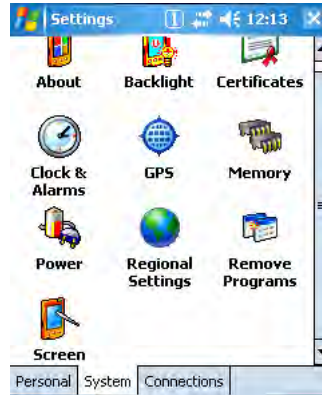 Settings 12:13
About Backlight Certificates
Clock & Alarms GPS Memory
Power Regional Settings Remove Programs
Screen
Personal System Connections